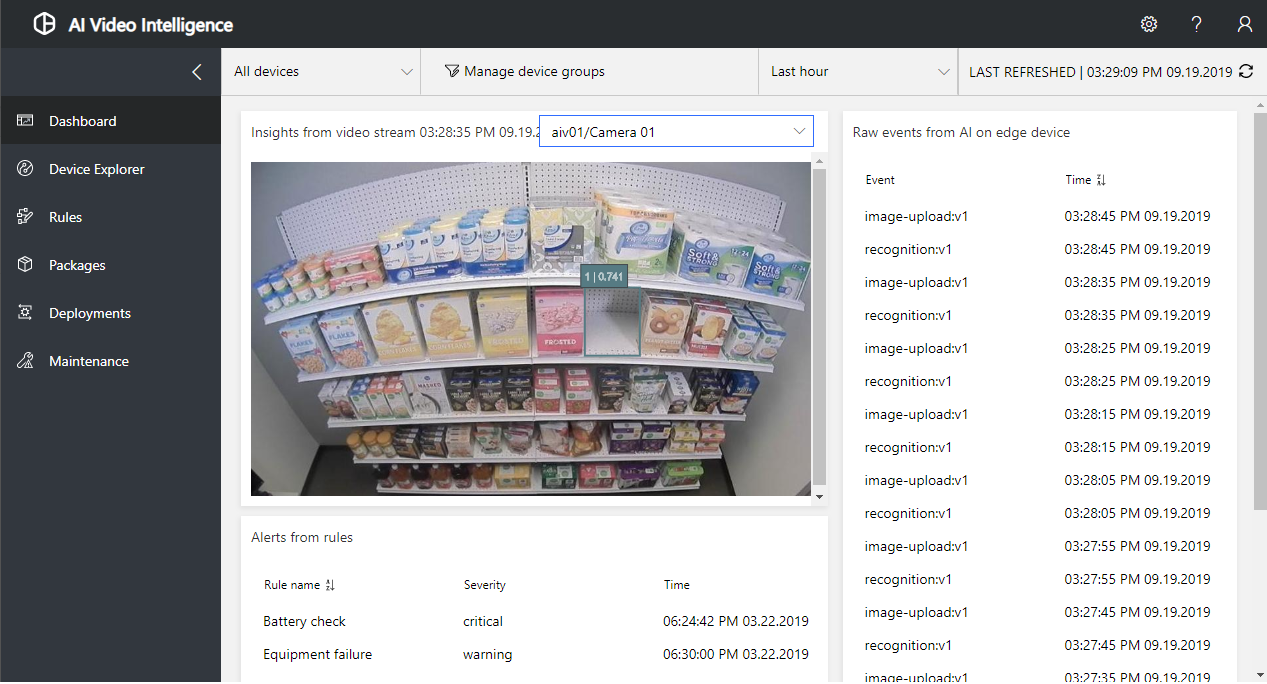 AI Video Intelligence
All devices
Manage device groups
Last hour
LAST REFRESHED | 03:29:09 PM 09.19.2019
Dashboard
Device Explorer
Rules
Packages
Deployments
Maintenance
Insights from video stream 03:28:35 PM 09.19.2
aiv01/Camera 01
1 | 0.741
SOFT& STRONG
SOFT& STRONG
FLAKES
FLAKES
FROSTED
FROSTED
Alerts from rules
Rule name Severity Time
Battery check critical 06:24:42 PM 03.22.2019
Equipment failure warning 06:30:00 PM 03.22.2019
Raw events from AI on edge device
Event Time
image-upload:v1 03:28:45 PM 09.19.2019
recognition:v1 03:28:45 PM 09.19.2019
image-upload:v1 03:28:35 PM 09.19.2019
recognition:v1 03:28:35 PM 09.19.2019
image-upload:v1 03:28:25 PM 09.19.2019
recognition:v1 03:28:25 PM 09.19.2019
image-upload:v1 03:28:15 PM 09.19.2019
recognition:v1 03:28:15 PM 09.19.2019
image-upload:v1 03:28:05 PM 09.19.2019
recognition:v1 03:28:05 PM 09.19.2019
image-upload:v1 03:27:55 PM 09.19.2019
recognition:v1 03:27:55 PM 09.19.2019
image-upload:v1 03:27:45 PM 09.19.2019
recognition:v1 03:27:45 PM 09.19.2019
image-upload:v1 03:27:35 PM 09.19.2019